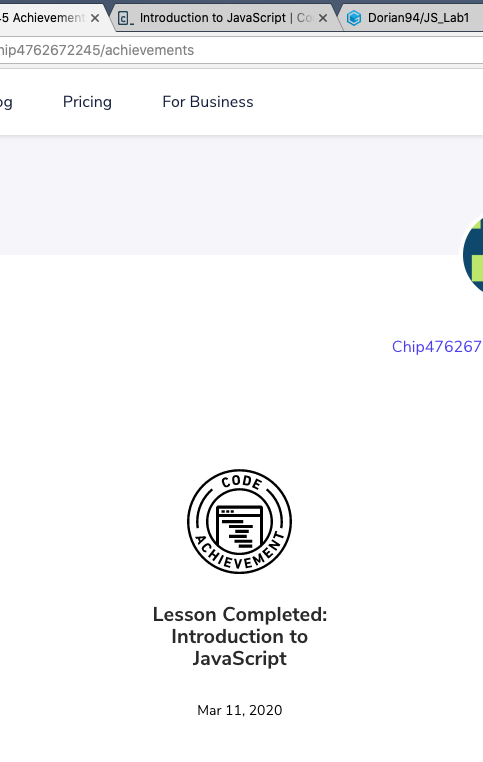 45 Achievement
Introduction to JavaScript | Co
Dorian94/JS_Lab1
hip4762672245/achievements
og
Pricing
For Business
Chip476267
CODE
ACHIEVEMENT
Lesson Completed:
Introduction to
JavaScript
Mar 11, 2020